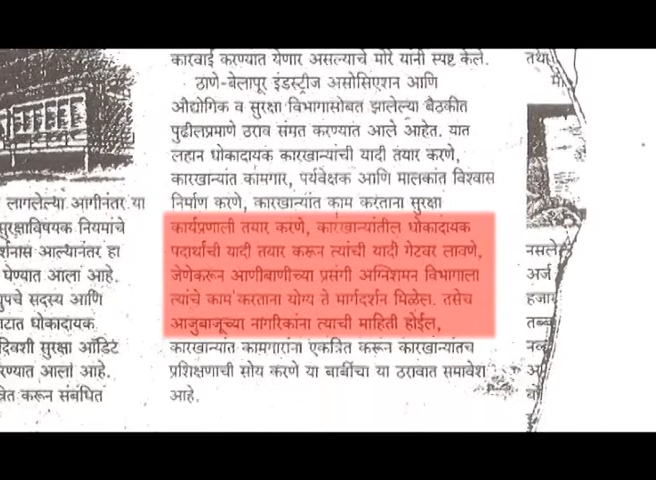 कारवाई करण्यात येणार असल्याचे मोरे यांनी स्पष्ट केले.
ठाणे-बेलापूर इंडस्ट्रीज असोसिएशन आणि
औद्योगिक व सुरक्षा विभागासोबत झालेल्या बैठकीत
पुढीलप्रमाणे ठराव संमत करण्यात आले आहेत. यात
लहान धोकादायक कारखान्यांची यादी तयार करणे,
कारखान्यांत कामगार, पर्यवेक्षक आणि मालकांत विश्वास
निर्माण करणे, कारखान्यांत काम करताना सुरक्षा
कार्यप्रणाली तयार करणे, कारखान्यांतील धोकादायक
पदार्थांची यादी तयार करून त्यांची यादी गेटवर लावणे,
जेणेकरून आणीबाणीच्या प्रसंगी अग्निशमन विभागाला
त्यांचे काम करताना योग्य ते मार्गदर्शन मिळेल. तसेच
आजुबाजूच्या नागरिकांना त्याची माहिती होईल,
कारखान्यांत कामगारांना एकत्रित करून कारखान्यांतच
प्रशिक्षणाची सोय करणे या बाबींचा या ठरावात समावेश
आहे.
लागलेल्या आगीनंतर या
सुरक्षाविषयक नियमांचे
र्शनास आल्यानंतर हा
घेण्यात आला आहे.
ग्रुपचे सदस्य आणि
धोकादायक
दिवशी सुरक्षा ऑडिट
रण्यात आला आहे.
त्रित करून संबंधित
तथा
नसले
अर्ज
हजा